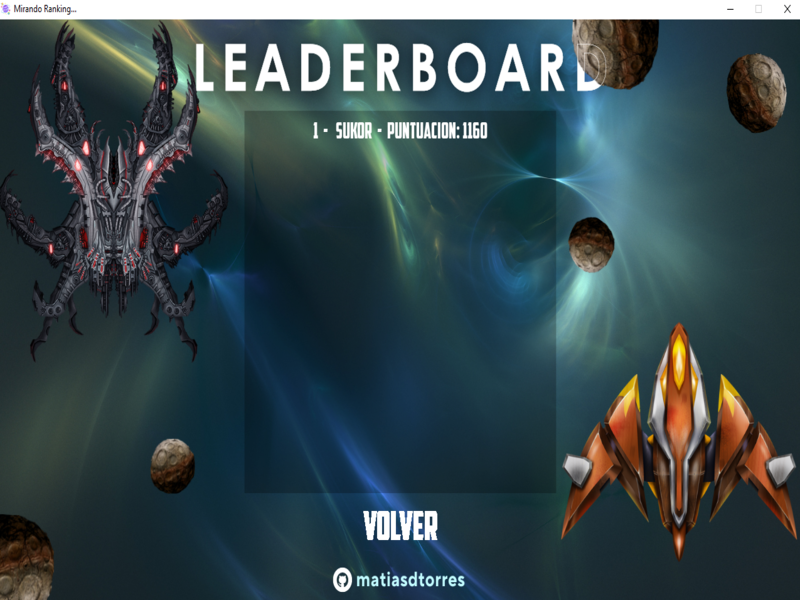 Mirando Ranking...
LEADERBOARD
1 - SUKOR - PUNTUACION: 1160
VOLVER
matiasdtorres